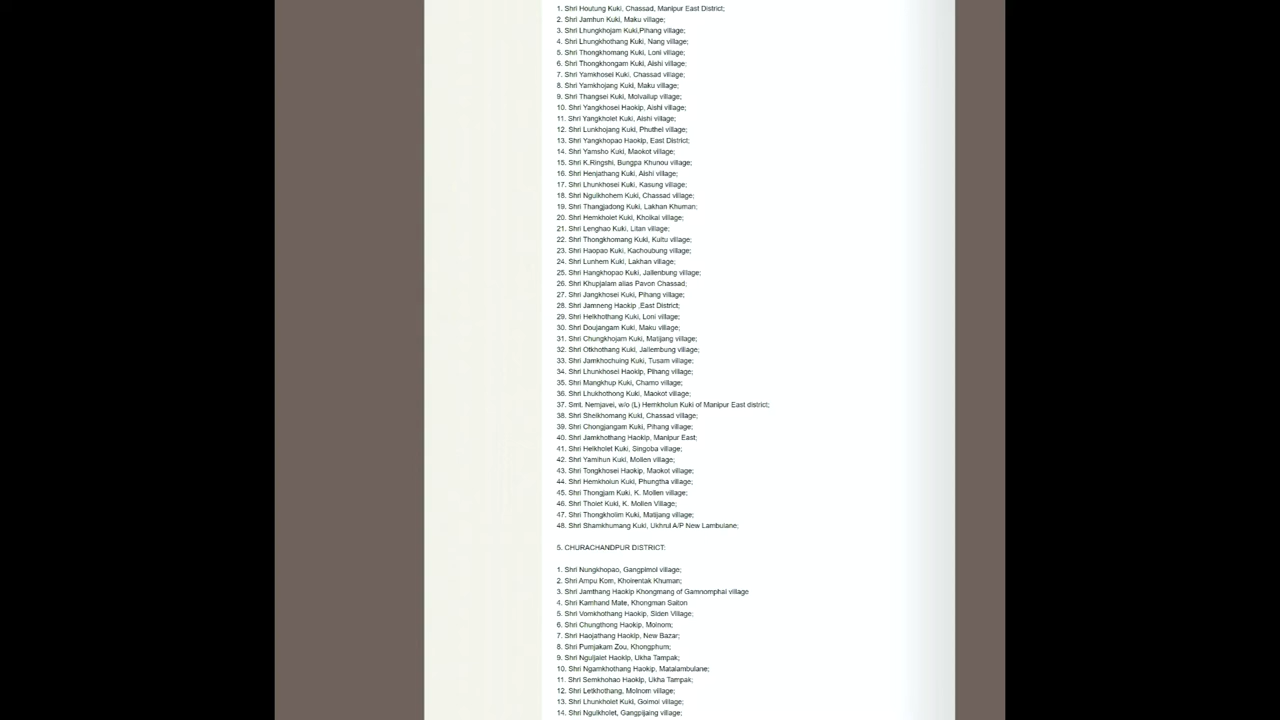 1. Shri Houtung Kuki, Chassad, Manipur East District;
2. Shri Jamhun Kuki, Maku village;
3. Shri Lhungkhojam Kuki,Pihang village;
4. Shri Lhungkhothang Kuki, Nang village;
5. Shri Thongkhomang Kuki, Loni village;
6. Shri Thongkhongam Kuki, Aishi village;
7. Shri Yamkhosei Kuki, Chassad village;
8. Shri Yamkhojang Kuki, Maku village;
9. Shri Thangsei Kuki, Molvailup village;
10. Shri Yangkhosei Haokip, Aishi village;
11. Shri Yangkholet Kuki, Aishi village;
12. Shri Lunkhojang Kuki, Phuthel village;
13. Shri Yangkhopao Haokip, East District;
14. Shri Yamsho Kuki, Maokot village;
15. Shri K.Ringshi, Bungpa Khunou village;
16. Shri Henjathang Kuki, Aishi village;
17. Shri Lhunkhosei Kuki, Kasung village;
18. Shri Ngulkhohem Kuki, Chassad village;
19. Shri Thangjadong Kuki, Lakhan Khuman;
20. Shri Hemkholet Kuki, Khoikai village;
21. Shri Lenghao Kuki, Litan village;
22. Shri Thongkhomang Kuki, Kultu village;
23. Shri Haopao Kuki, Kachoubung village;
24. Shri Lunhem Kuki, Lakhan village;
25. Shri Hangkhopao Kuki, Jallenbung village;
26. Shri Khupjalam alias Pavon Chassad;
27. Shri Jangkhosei Kuki, Pihang village;
28. Shri Jamneng Haokip ,East District;
29. Shri Helkhothang Kuki, Loni village;
30. Shri Doujangam Kuki, Maku village;
31. Shri Chungkhojam Kuki, Matijang village;
32. Shri Otkhothang Kuki, Jallembung village;
33. Shri Jamkhochung Kuki, Tusam village;
34. Shri Lhunkhosei Haokip, Pihang village;
35. Shri Mangkhup Kuki, Chamo village;
36. Shri Lhukhothong Kuki, Maokot village;
37. Smt. Nemjavei, w/o (L) Hemkholun Kuki of Manipur East district;
38. Shri Sheikhomang Kuki, Chassad village;
39. Shri Chongjangam Kuki, Pihang village;
40. Shri Jamkhothang Haokip, Manipur East;
41. Shri Helkholet Kuki, Singoba village;
42. Shri Yamihun Kuki, Mollen village;
43. Shri Tongkhosei Haokip, Maokot village;
44. Shri Hemkholun Kuki, Phungtha village;
45. Shri Thongjam Kuki, K. Mollen village;
46. Shri Tholet Kuki, K. Mollen Village;
47. Shri Thongkholim Kuki, Matijang village;
48. Shri Shamkhumang Kuki, Ukhrul A/P New Lambulane;
5. CHURACHANDPUR DISTRICT:
1. Shri Nungkhopao, Gangpimol village;
2. Shri Ampu Kom, Khoirentak Khuman;
3. Shri Jamthang Haokip Khongmang of Gamnomphai village
4. Shri Kamhand Mate, Khongman Saiton
5. Shri Vomkhothang Haokip, Siden Village;
6. Shri Chungthong Haokip, Molnom;
7. Shri Haojathang Haokip, New Bazar;
8. Shri Pumjakam Zou, Khongphum;
9. Shri Nguljalet Haokip, Ukha Tampak;
10. Shri Ngamkhothang Haokip, Matalambulane;
11. Shri Semkhohao Haokip, Ukha Tampak;
12. Shri Letkhothang, Molnom village;
13. Shri Lhunkholet Kuki, Goimol village;
14. Shri Ngulkholet, Gangpijaing village;